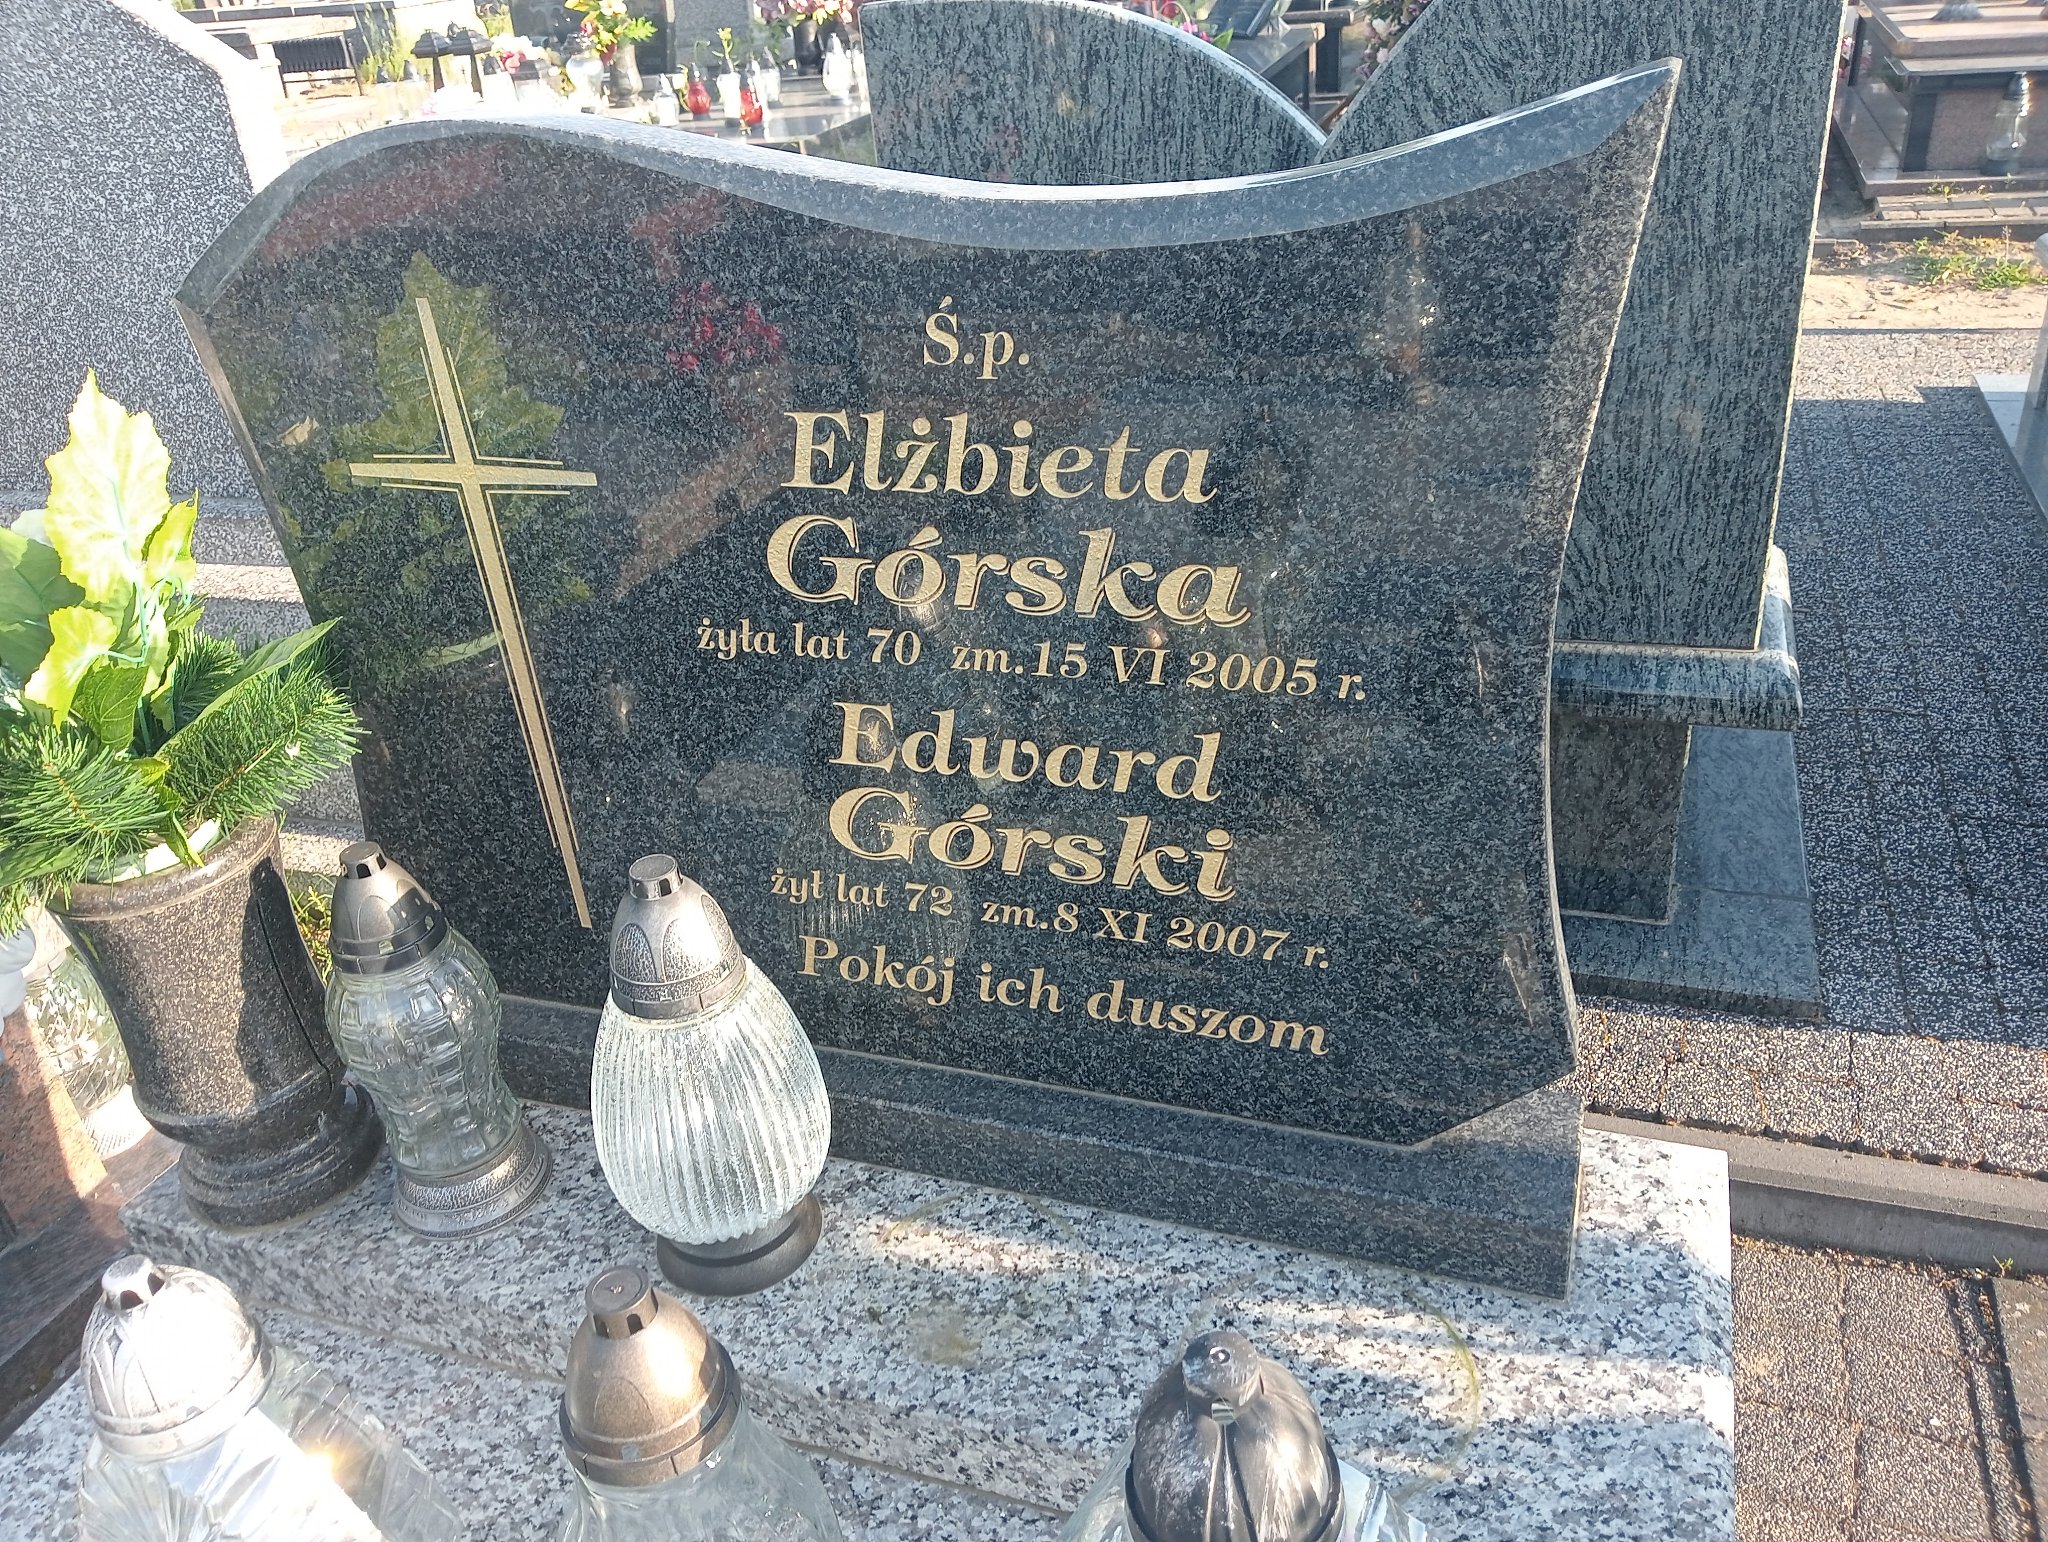 Ś.p.
Elżbieta
Górska
żyła lat 70 zm. 15 VI 2005 r.
Edward
Górski
żył lat 72 zm. 8 XI 2007 r.
Pokój ich duszom